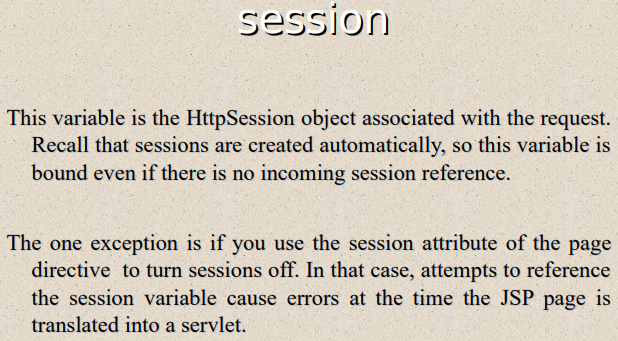 session
This variable is the HttpSession object associated with the request.
Recall that sessions are created automatically, so this variable is
bound even if there is no incoming session reference.
The one exception is if you use the session attribute of the page
directive to turn sessions off. In that case, attempts to reference
the session variable cause errors at the time the JSP page is
translated into a servlet.